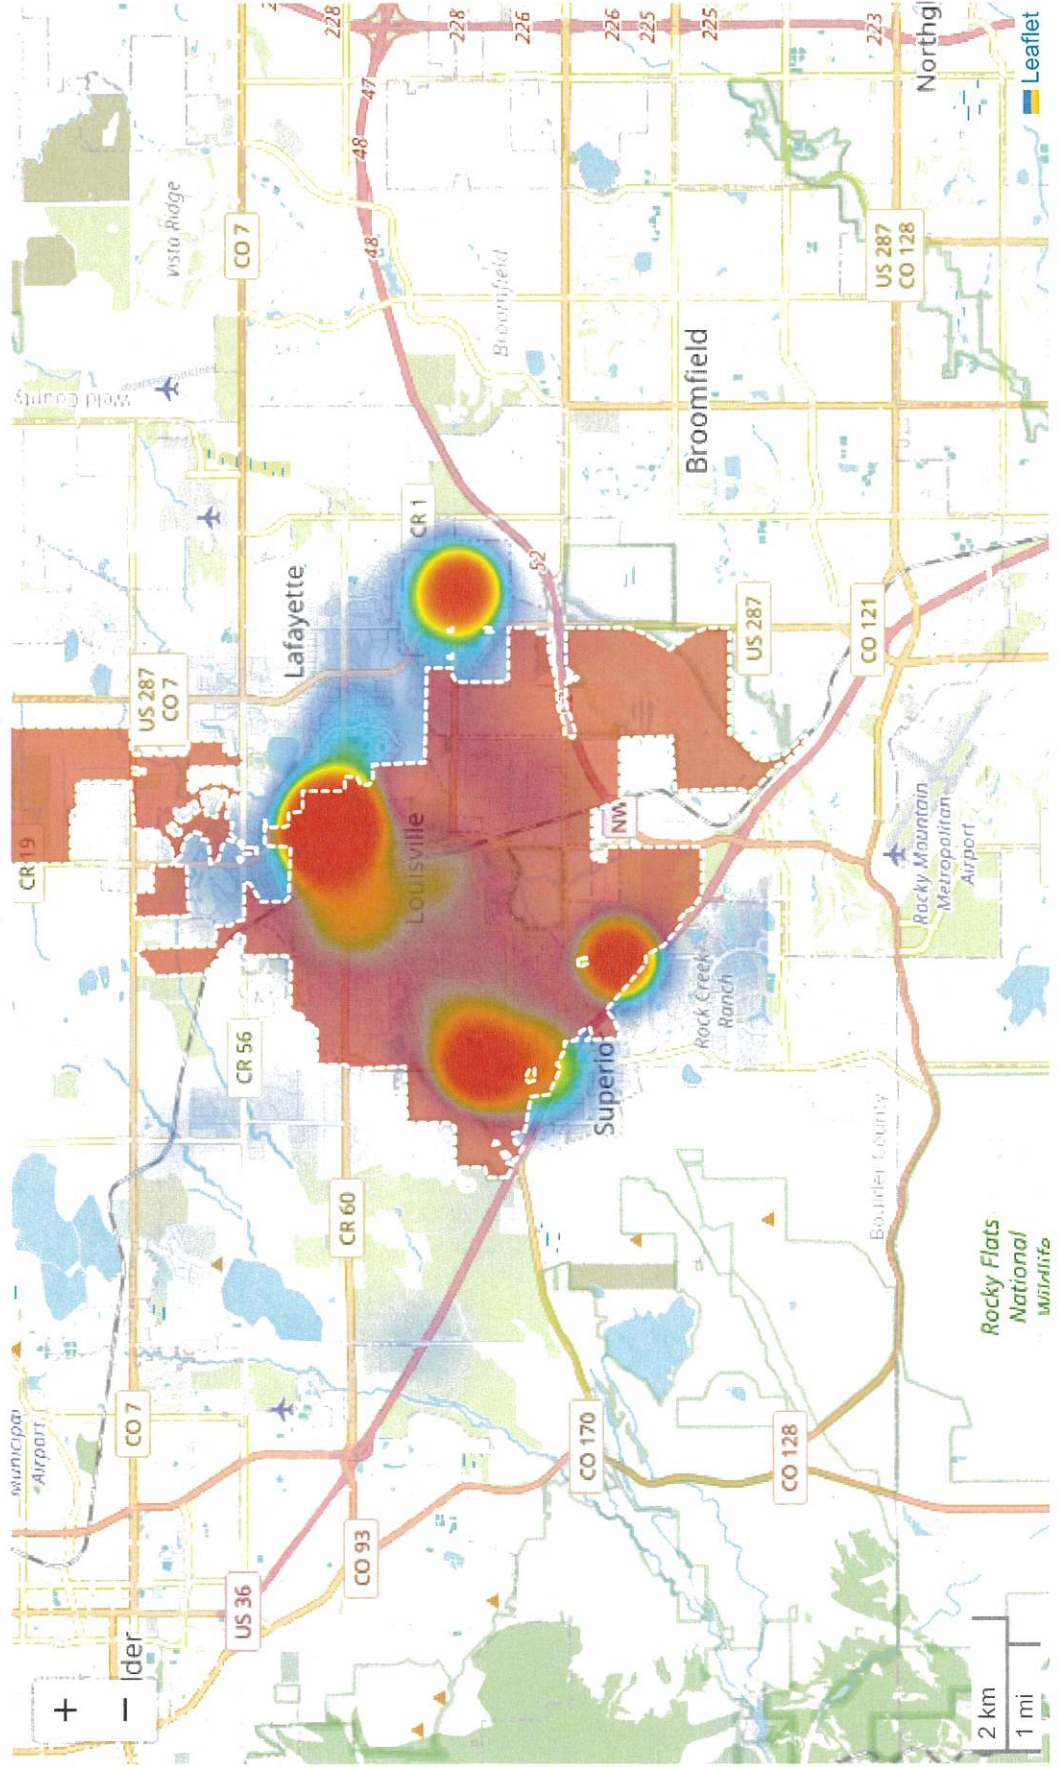 +
−
lder
Municipal
Airport
CO 7
CR 19
US 287
CO 7
Weld County
Vista Ridge
CO 7
US 36
CR 56
Lafayette
CO 93
CR 60
Louisville
CR 1
48
48
47
228
228
226
226
225
225
223
Broomfield
52
CO 170
Superio
NW
Rock Creek
Ranch
Broomfield
US 287
CO 128
Boulder County
CO 121
US 287
CO 128
Rocky Mountain
Metropolitan
Airport
Northgl
Rocky Flats
National
Wildlife
2 km
1 mi
Leaflet